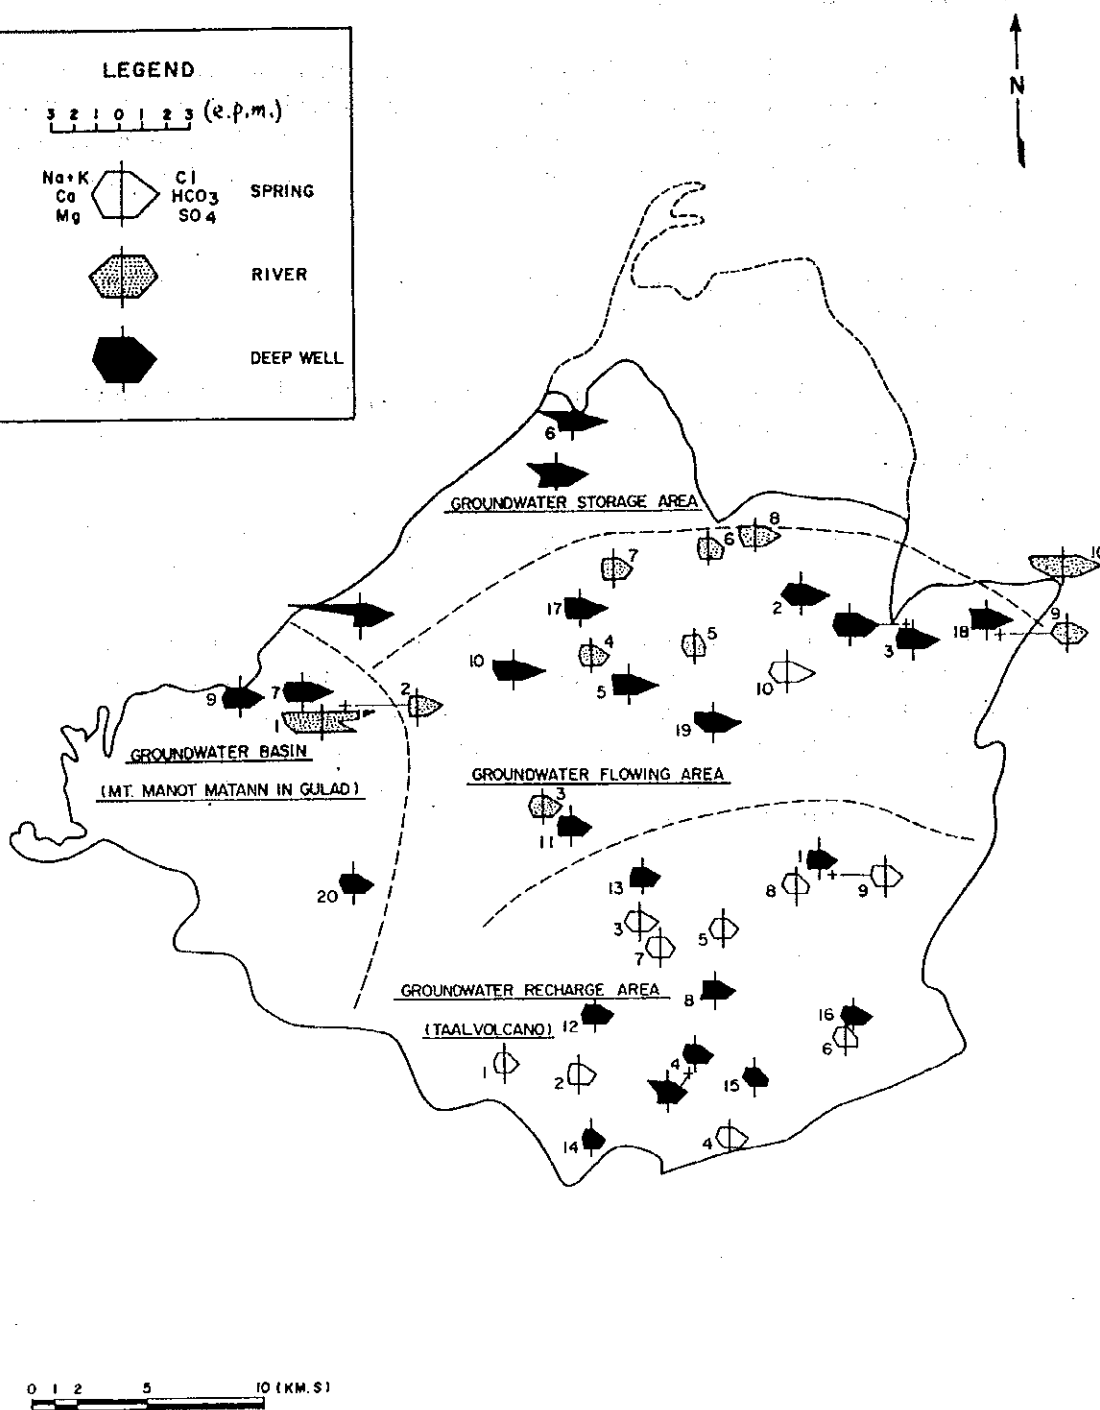 LEGEND
3 2 1 0 1 2 3 (e.p.m.)
Na+K Cl
Ca HCO3 SPRING
Mg SO4
RIVER
DEEP WELL
N
6
GROUNDWATER STORAGE AREA
8
6
7
10
2
17
18 9
3
4 5
10
10
5
9 7 2
1
19
GROUNDWATER BASIN
(MT. MANOT MATANN IN GULAD)
GROUNDWATER FLOWING AREA
3
11
1
13
8 9
20
3
5
7
GROUNDWATER RECHARGE AREA
8
12
16
(TAAL VOLCANO)
6
4
1
2
15
14
4
0 1 2 5 10 (KM.S)